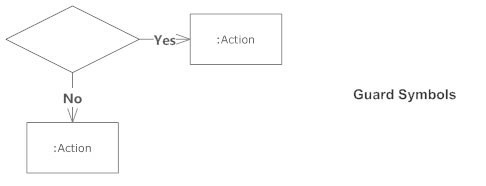 Yes
:Action
No
Guard Symbols
:Action